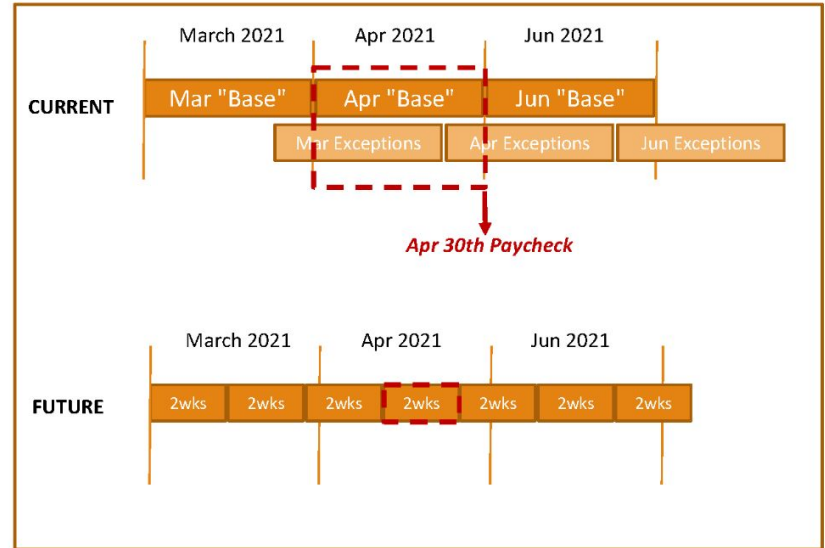 March 2021 Apr 2021 Jun 2021
CURRENT
Mar "Base" Apr "Base" Jun "Base"
Mar Exceptions Apr Exceptions Jun Exceptions
Apr 30th Paycheck
March 2021 Apr 2021 Jun 2021
FUTURE
2wks 2wks 2wks 2wks 2wks 2wks 2wks